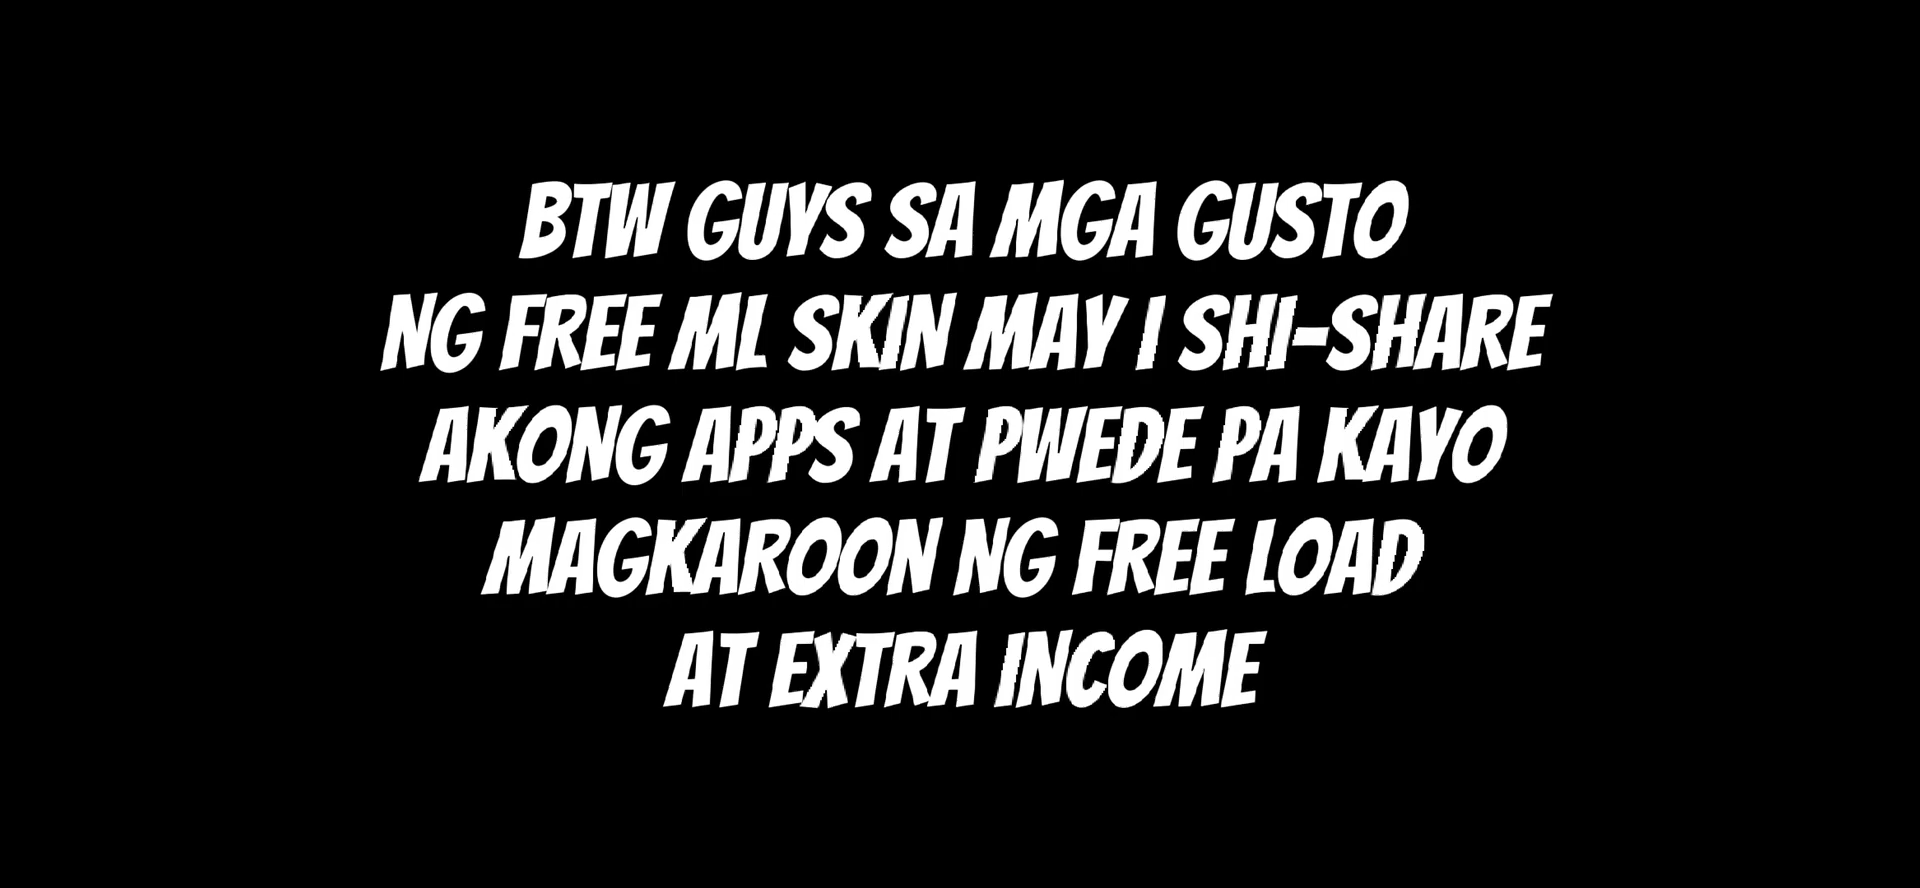 BTW GUYS SA MGA GUSTO
NG FREE ML SKIN MAY I SHI-SHARE
AKONG APPS AT PWEDE PA KAYO
MAGKAROON NG FREE LOAD
AT EXTRA INCOME